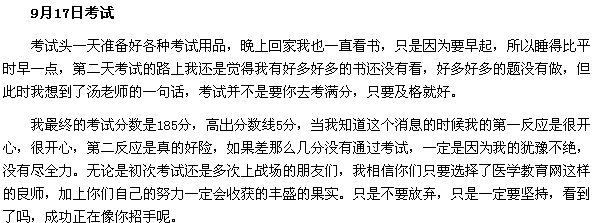 9月17日考试
考试头一天准备好各种考试用品，晚上回家我也一直看书，只是因为要早起，所以睡得比平
时早一点，第二天考试的路上我还是觉得我有好多好多的书还没有看，好多好多的题没有做，但
此时我想到了汤老师的一句话，考试并不是要你去考满分，只要及格就好。
我最终的考试分数是185分，高出分数线5分，当我知道这个消息的时候我的第一反应是很开
心，很开心，第二反应是真的好险，如果差那么几分没有通过考试，一定是因为我的犹豫不绝，
没有尽全力。无论是初次考试还是多次上战场的朋友们，我相信你们只要选择了医学教育网这样
的良师，加上你们自己的努力一定会收获的丰盛的果实。只是不要放弃，只是一定要坚持，看到
了吗，成功正在像你招手呢。